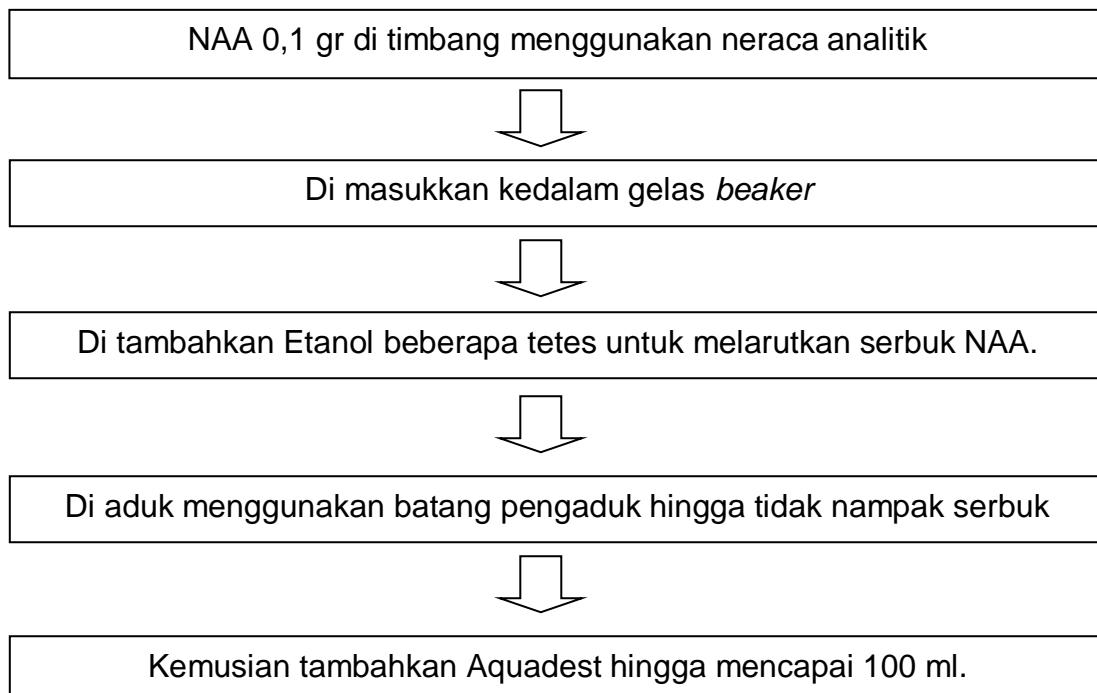 NAA 0,1 gr di timbang menggunakan neraca analitik
Di masukkan kedalam gelas beaker
Di tambahkan Etanol beberapa tetes untuk melarutkan serbuk NAA.
Di aduk menggunakan batang pengaduk hingga tidak nampak serbuk
Kemusian tambahkan Aquadest hingga mencapai 100 ml.